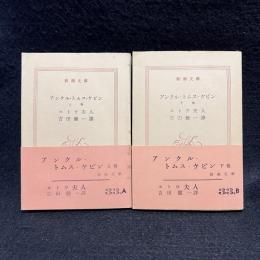 新潮文庫
アンクル・トムス・ケビン
上巻
ストウ夫人
吉田健一譯
アンクル・
トムス・ケビン 上巻
新潮文庫
ストウ夫人
吉田健一譯
A
新潮文庫
アンクル・トムス・ケビン
下巻
ストウ夫人
吉田健一譯
アンクル・
トムス・ケビン 下巻
新潮文庫
ストウ夫人
吉田健一譯
B